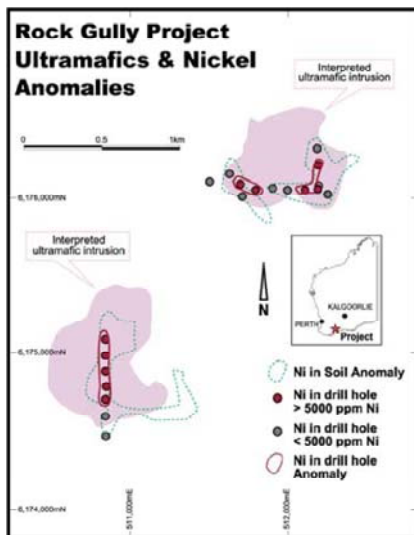 Rock Gully Project
Ultramafics & Nickel
Anomalies
Interpreted
ultramafic intrusion
0 0.5 1km
6,176,000mN
Interpreted
ultramafic intrusion
N
KALGOORLIE
PERTH
Project
6,175,000mN
Ni in Soil Anomaly
Ni in drill hole
> 5000 ppm Ni
Ni in drill hole
< 5000 ppm Ni
Ni in drill hole
Anomaly
6,174,000mN
511,000mE
512,000mE